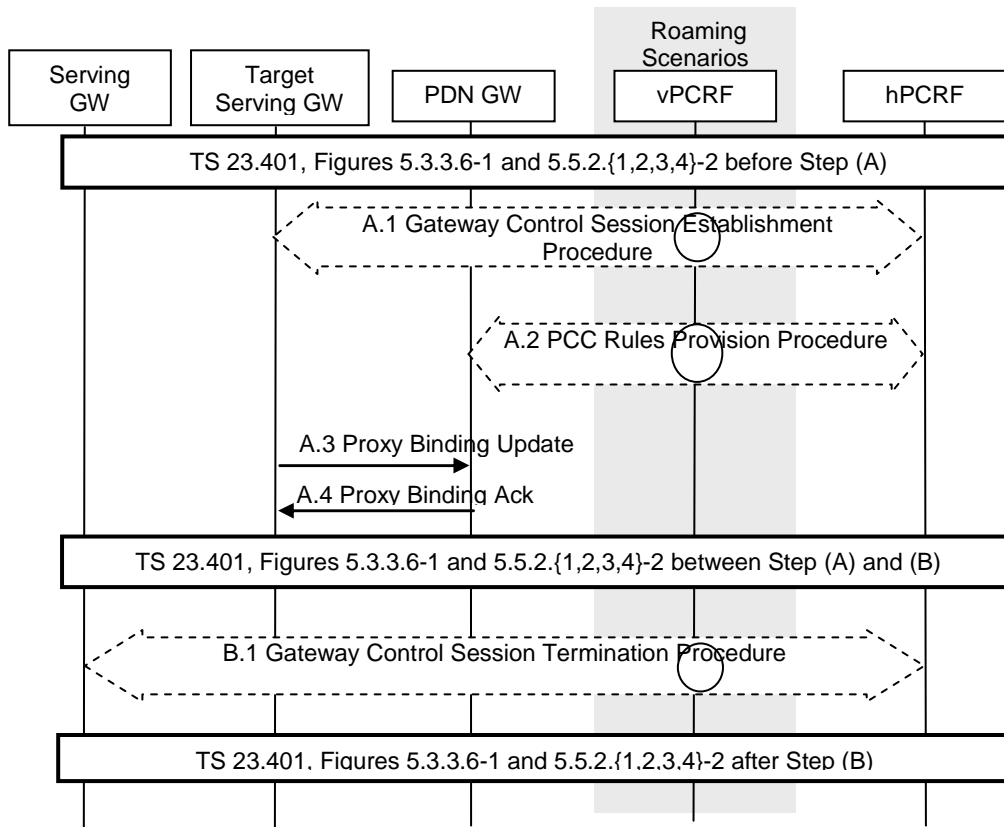 Roaming
Scenarios
Serving
GW
Target
Serving GW
PDN GW
vPCRF
hPCRF
TS 23.401, Figures 5.3.3.6-1 and 5.5.2.{1,2,3,4}-2 before Step (A)
A.1 Gateway Control Session Establishment
Procedure
A.2 PCC Rules Provision Procedure
A.3 Proxy Binding Update
A.4 Proxy Binding Ack
TS 23.401, Figures 5.3.3.6-1 and 5.5.2.{1,2,3,4}-2 between Step (A) and (B)
B.1 Gateway Control Session Termination Procedure
TS 23.401, Figures 5.3.3.6-1 and 5.5.2.{1,2,3,4}-2 after Step (B)